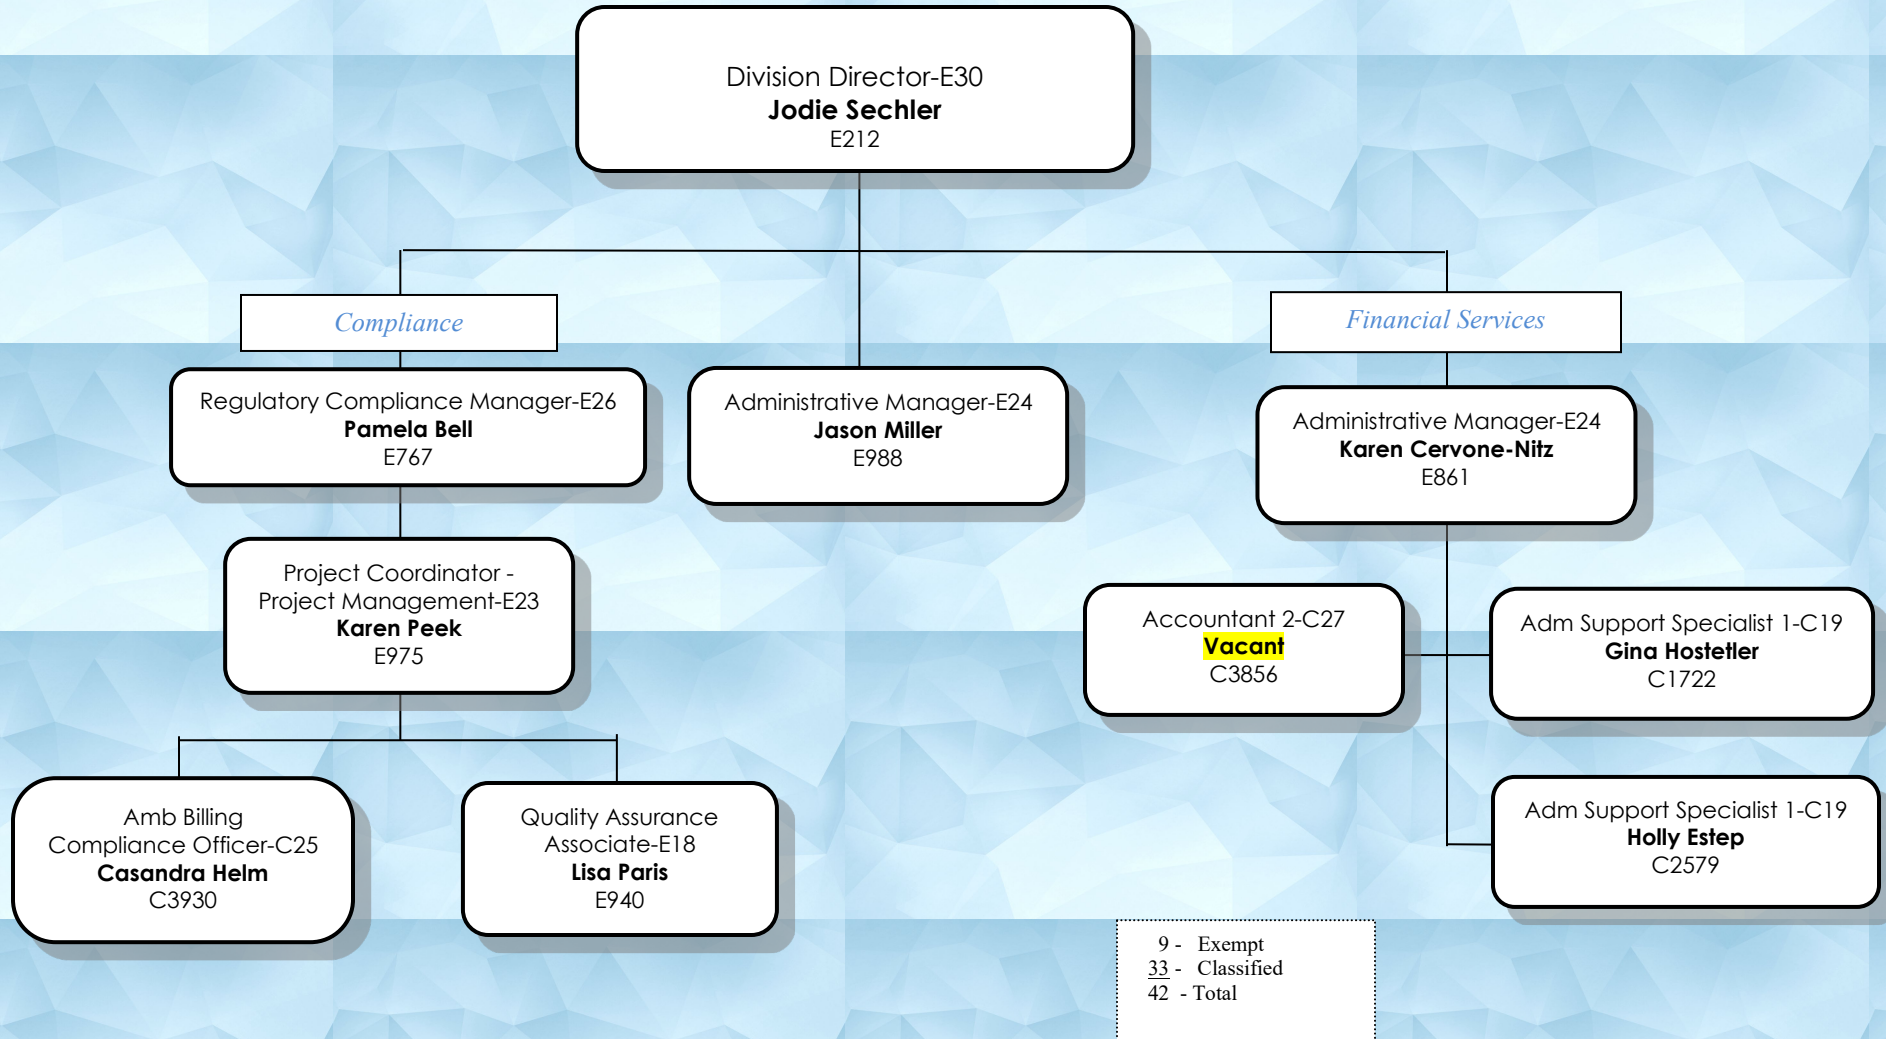 Division Director-E30
Jodie Sechler
E212
Compliance
Financial Services
Regulatory Compliance Manager-E26
Pamela Bell
E767
Administrative Manager-E24
Jason Miller
E988
Administrative Manager-E24
Karen Cervone-Nitz
E861
Project Coordinator -
Project Management-E23
Karen Peek
E975
Accountant 2-C27
Vacant
C3856
Adm Support Specialist 1-C19
Gina Hostetler
C1722
Amb Billing
Compliance Officer-C25
Casandra Helm
C3930
Quality Assurance
Associate-E18
Lisa Paris
E940
Adm Support Specialist 1-C19
Holly Estep
C2579
9 - Exempt
33 - Classified
42 - Total